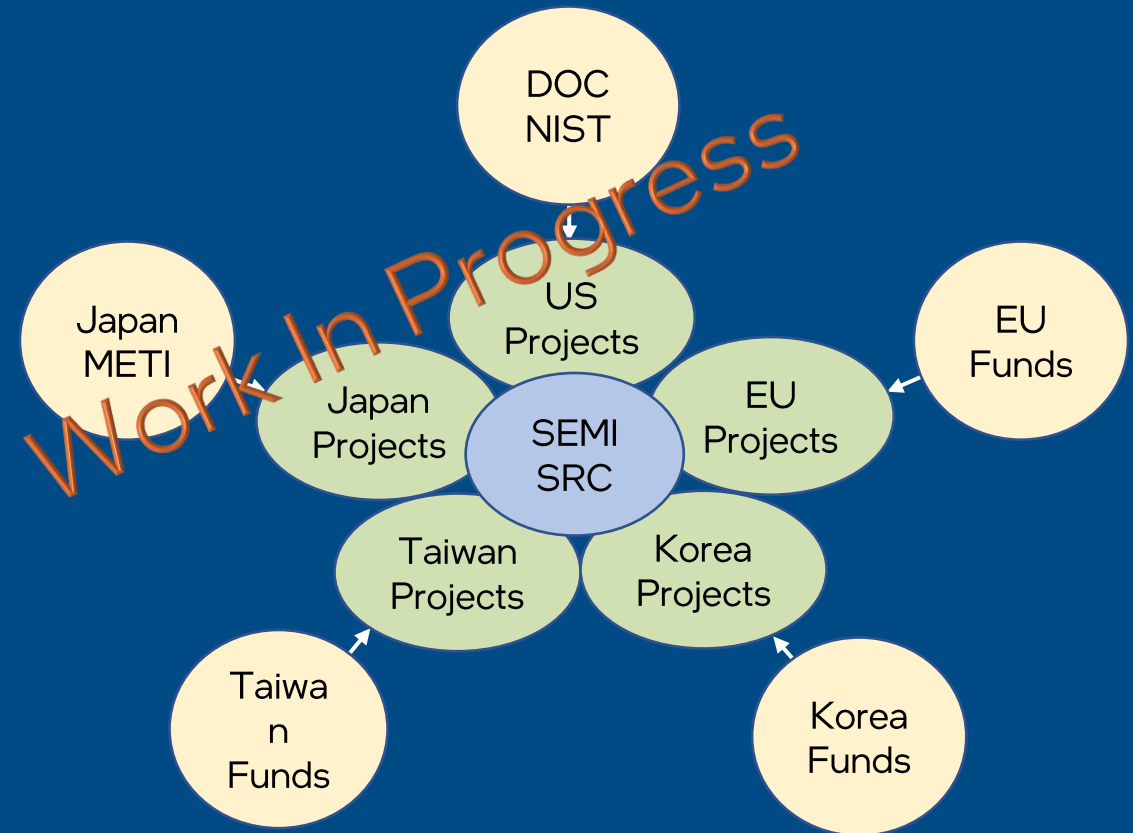 DOC
NIST
Work In Progress
US
Projects
Japan
METI
EU
Funds
Japan
Projects
EU
Projects
SEMI
SRC
Taiwan
Projects
Korea
Projects
Taiwa
n
Funds
Korea
Funds